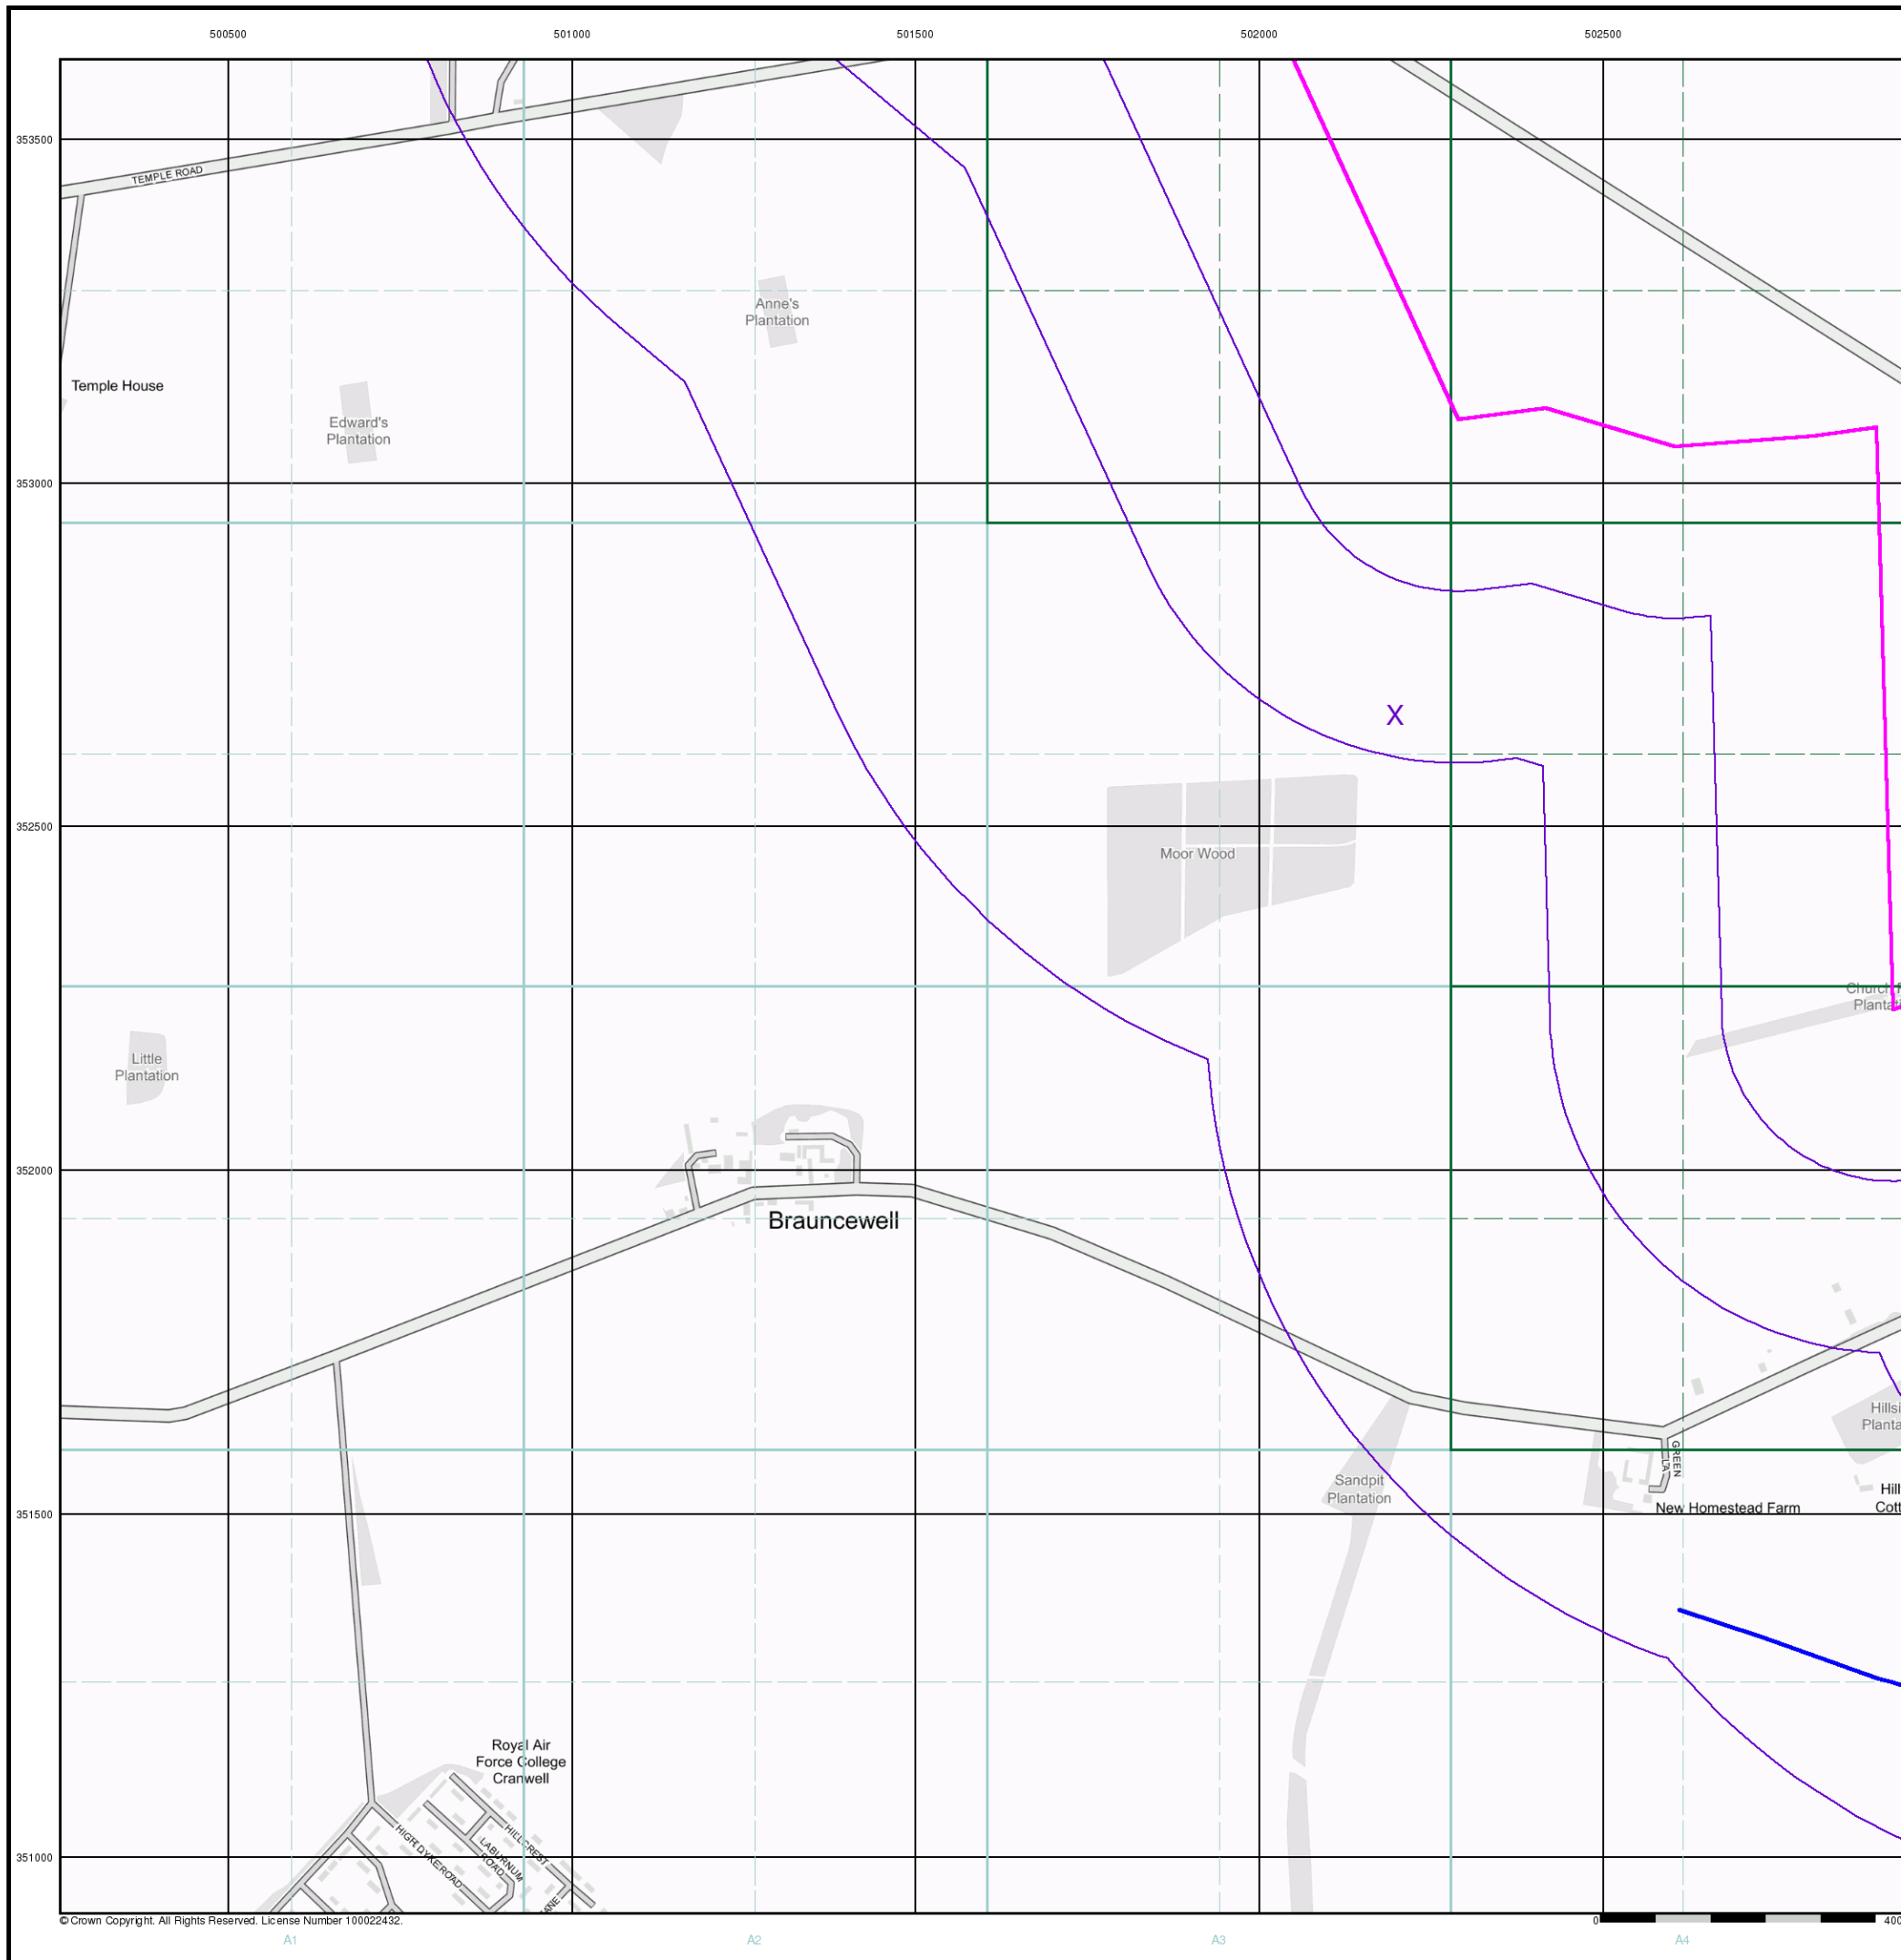 500500
501000
501500
502000
502500
353500
TEMPLE ROAD
Anne's
Plantation
Temple House
Edward's
Plantation
353000
X
352500
Moor Wood
Little
Plantation
352000
Brauncewell
GREEN
LA
Sandpit
Plantation
351500
New Homestead Farm
Royal Air
Force College
Cranwell
HILLCREST
HIGH DYKE ROAD
LABURNUM
ROAD
351000
© Crown Copyright. All Rights Reserved. License Number 100022432.
0
400
A1
A2
A3
A4